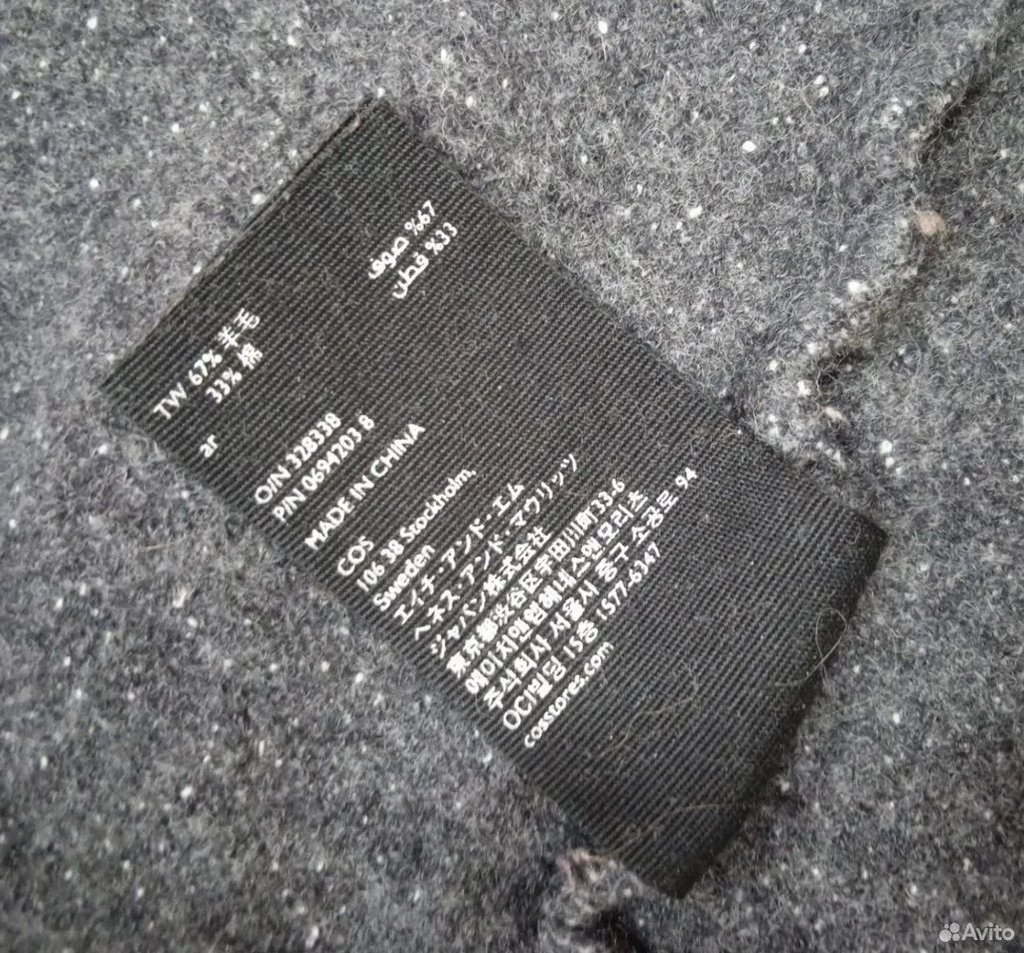 TW 67% 羊毛
33% 棉
ar
67% صوف
33% قطن
O/N 328338
P/N 0694203 8
MADE IN CHINA
COS
106 38 Stockholm,
Sweden
エイチ・アンド・エム
ヘネス・アンド・マウリッツ
ジャパン株式会社
東京都渋谷区宇田川町33-6
에이치앤엠헤네스앤모리츠
주식회사 서울시 중구 소공로 94
OCI빌딩 15층 1577-6347
cosstores.com
Avito